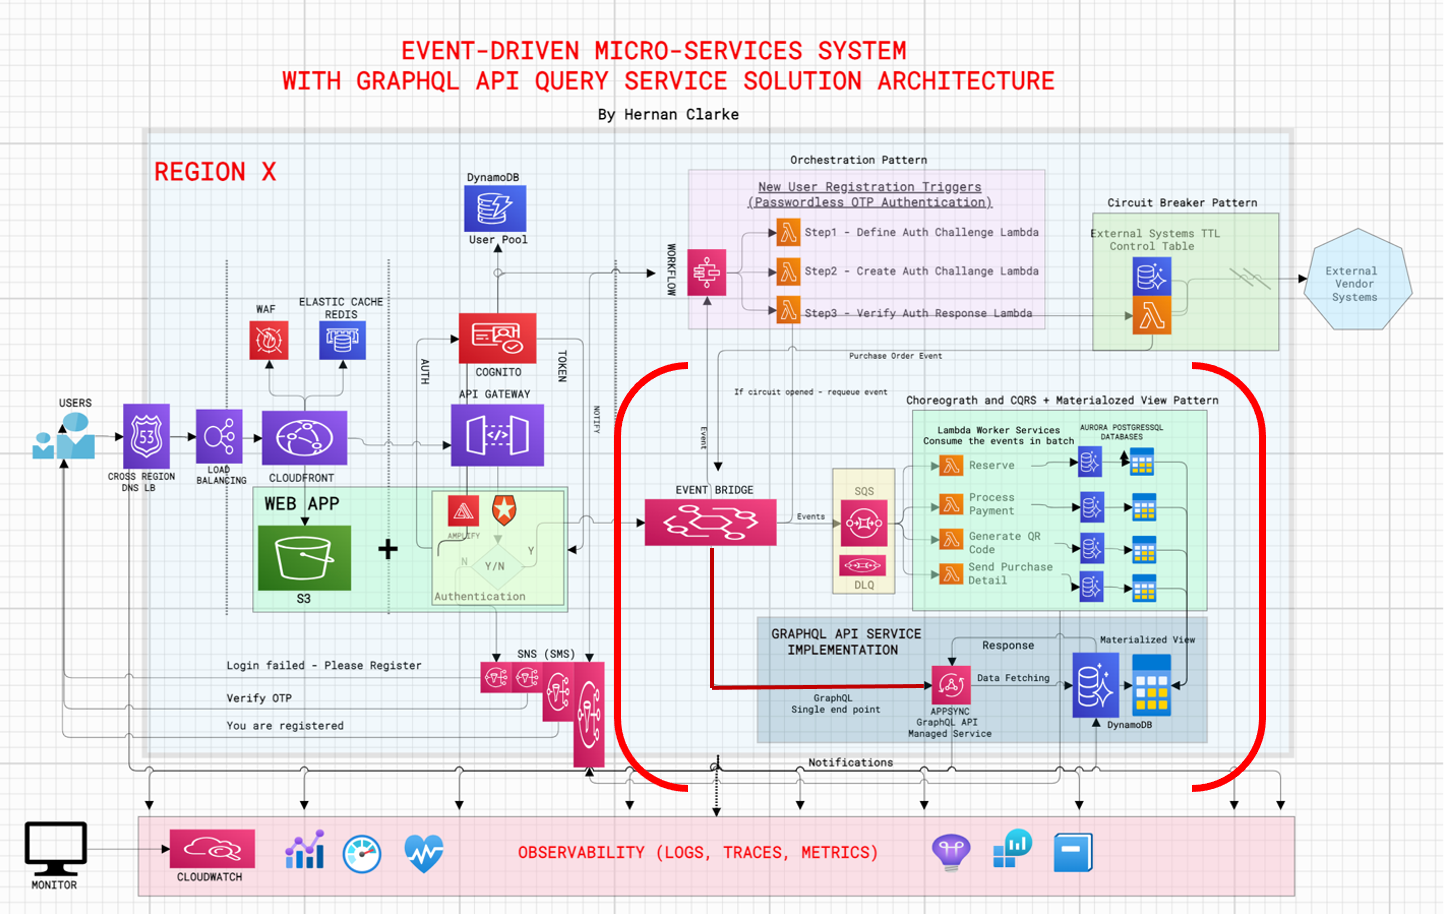 EVENT-DRIVEN MICRO-SERVICES SYSTEM
WITH GRAPHQL API QUERY SERVICE SOLUTION ARCHITECTURE
By Hernan Clarke
REGION X
Orchestration Pattern
New User Registration Triggers
(Passwordless OTP Authentication)
Step1 - Define Auth Challenge Lambda
Step2 - Create Auth Challange Lambda
Step3 - Verify Auth Response Lambda
WORKFLOW
Circuit Breaker Pattern
External Systems TTL
Control Table
External
Vendor
Systems
DynamoDB
User Pool
WAF
ELASTIC CACHE
REDIS
COGNITO
AUTH
TOKEN
NOTIFY
API GATEWAY
USERS
53
CROSS REGION
DNS LB
LOAD
BALANCING
CLOUDFRONT
WEB APP
S3
+
AMPLIFY
N
Y/N
Y
Authentication
Purchase Order Event
If circuit opened - requeue event
Event
EVENT BRIDGE
Events
SQS
DLQ
Choreograth and CQRS + Materialozed View Pattern
Lambda Worker Services
Consume the events in batch
AURORA POSTGRESSQL
DATABASES
Reserve
Process
Payment
Generate QR
Code
Send Purchase
Detail
GRAPHQL API SERVICE
IMPLEMENTATION
Response
Materialized View
Data Fetching
GraphQL
Single end point
APPSYNC
GraphQL API
Managed Service
DynamoDB
SNS (SMS)
Login failed - Please Register
Verify OTP
You are registered
Notifications
MONITOR
CLOUDWATCH
OBSERVABILITY (LOGS, TRACES, METRICS)